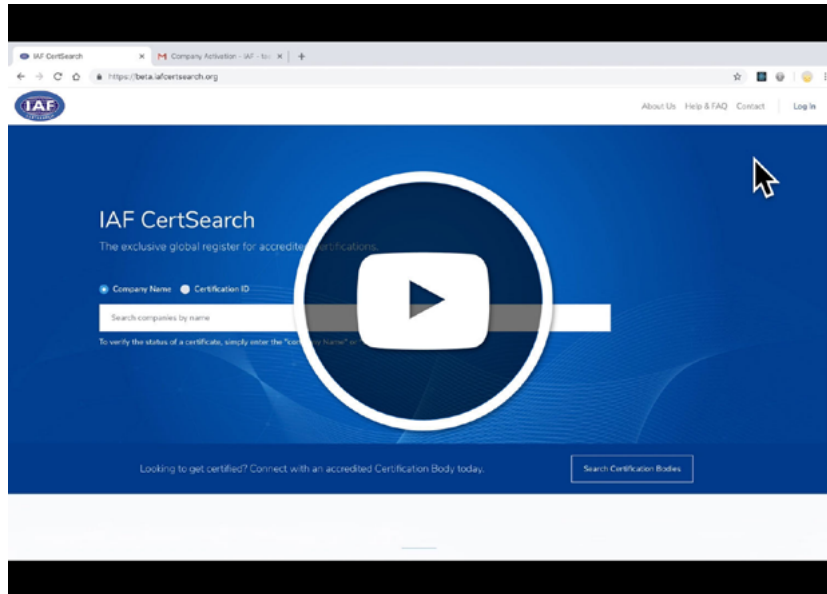 IAF CertSearch
Company Activation - IAF - 
https://beta.iafcertsearch.org
IAF
About Us Help & FAQ Contact Log In
IAF CertSearch
The exclusive global register for accredited certifications.
Company Name Certification ID
Search companies by name
To verify the status of a certificate, simply enter the "company Name" or
Looking to get certified? Connect with an accredited Certification Body today.
Search Certification Bodies